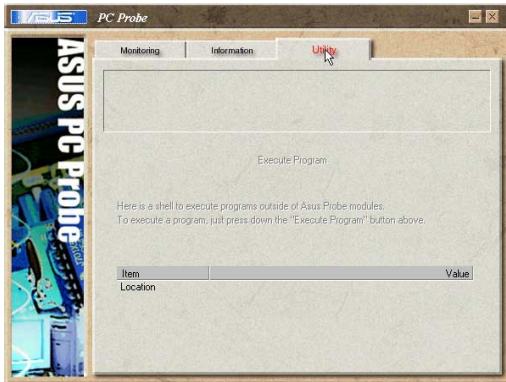 ASUS PC Probe
ASUS PC Probe
Monitoring Information Utility
Execute Program
Here is a shell to execute programs outside of Asus Probe modules.
To execute a program, just press down the "Execute Program" button above.
Item Value
Location